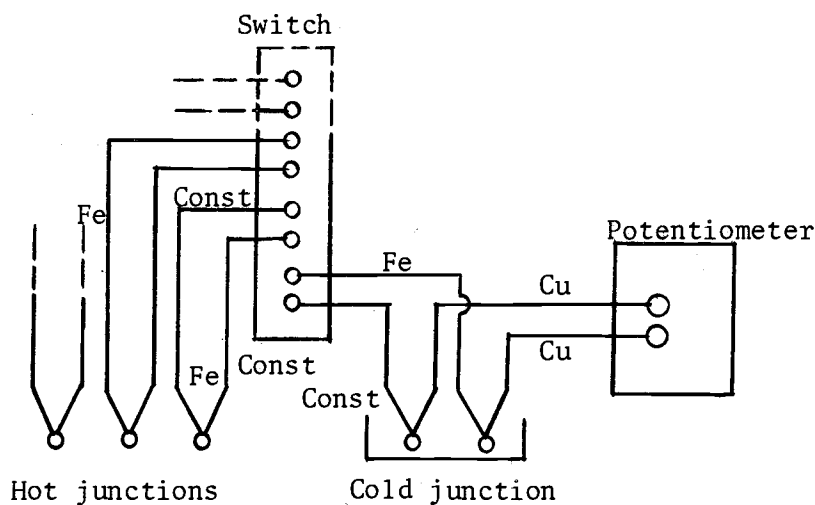 Switch
Const
Fe
Potentiometer
Fe
Cu
Cu
Const
Fe
Const
Hot junctions
Cold junction